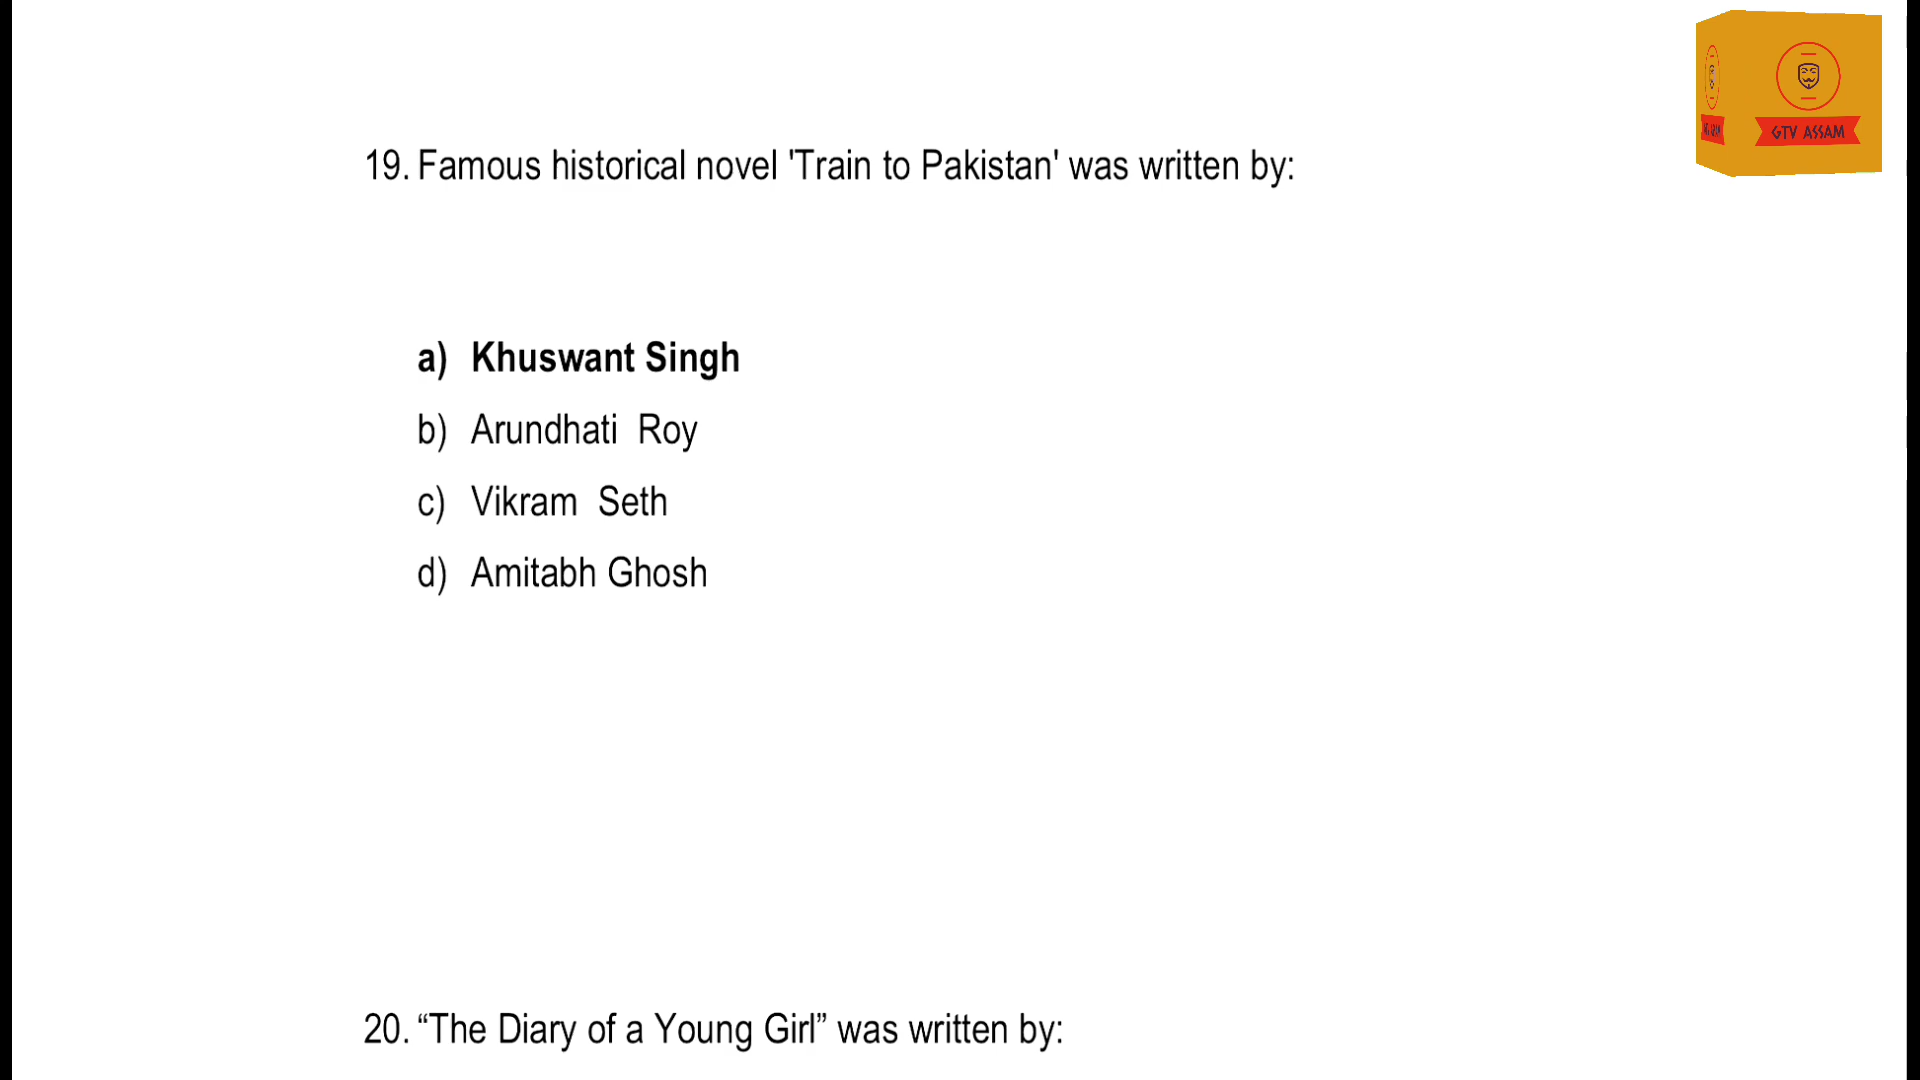 GTV ASSAM
19. Famous historical novel 'Train to Pakistan' was written by:
a) Khuswant Singh
b) Arundhati Roy
c) Vikram Seth
d) Amitabh Ghosh
20. “The Diary of a Young Girl” was written by: